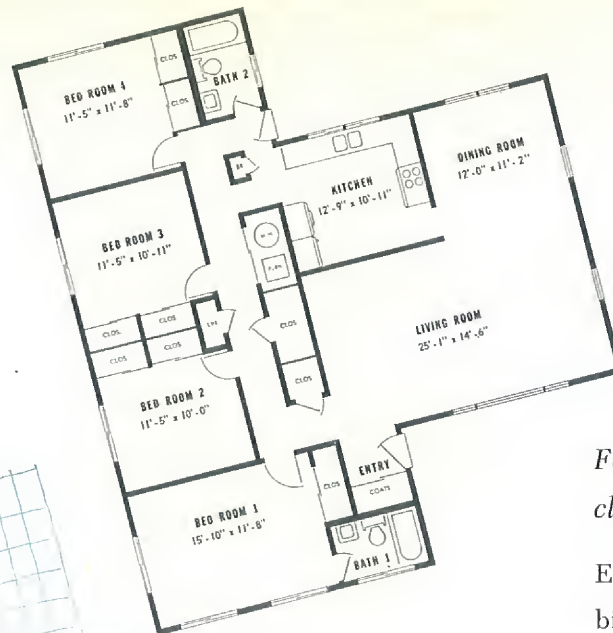 BED ROOM 4
11'-5" x 11'-8"
CLOS
CLOS
BATH 2
DINING ROOM
12'-0" x 11'-2"
KITCHEN
12'-9" x 10'-11"
BED ROOM 3
11'-5" x 10'-11"
W.H.
FURN.
CLOS.
CLOS.
CLOS.
CLOS.
LIN.
CLOS
CLOS
LIVING ROOM
25'-1" x 14'-6"
BED ROOM 2
11'-5" x 10'-0"
BED ROOM 1
15'-10" x 11'-8"
CLOS
ENTRY
COATS
BATH 1